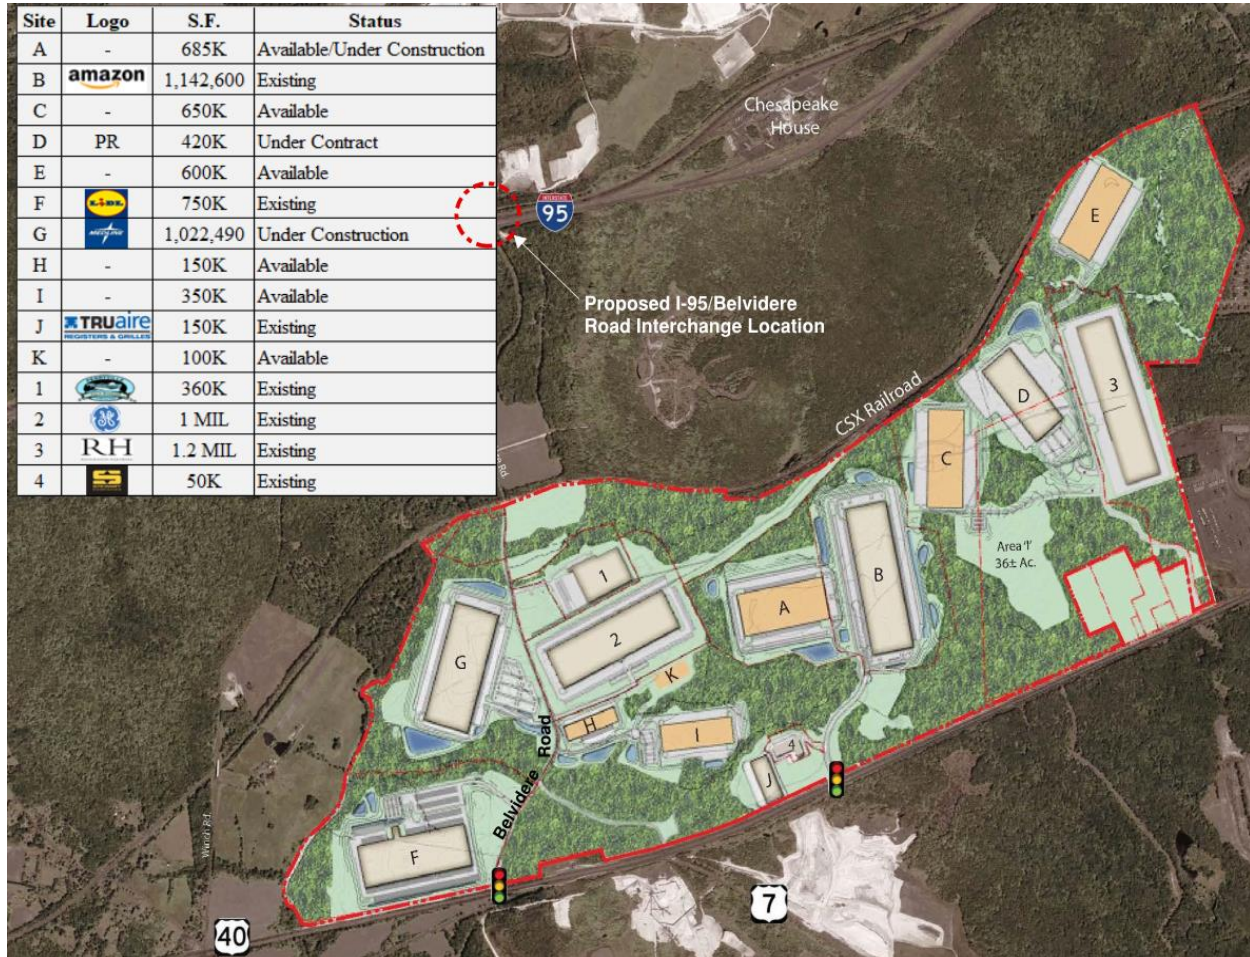 Site Logo S.F. Status
A - 685K Available/Under Construction
B amazon 1,142,600 Existing
C - 650K Available
D PR 420K Under Contract
E - 600K Available
F LIDL 750K Existing
G MEDLINE 1,022,490 Under Construction
H - 150K Available
I - 350K Available
J TRUaire REGISTERS & GRILLES 150K Existing
K - 100K Available
1 360K Existing
2 GE 1 MIL Existing
3 RH 1.2 MIL Existing
4 S 50K Existing
Chesapeake
House
INTERSTATE
95
Proposed I-95/Belvidere
Road Interchange Location
CSX Railroad
E
D
3
C
Area 'I'
36± Ac.
B
A
1
2
G
K
H
I
4
J
F
Belvidere Road
Rd.
40
7